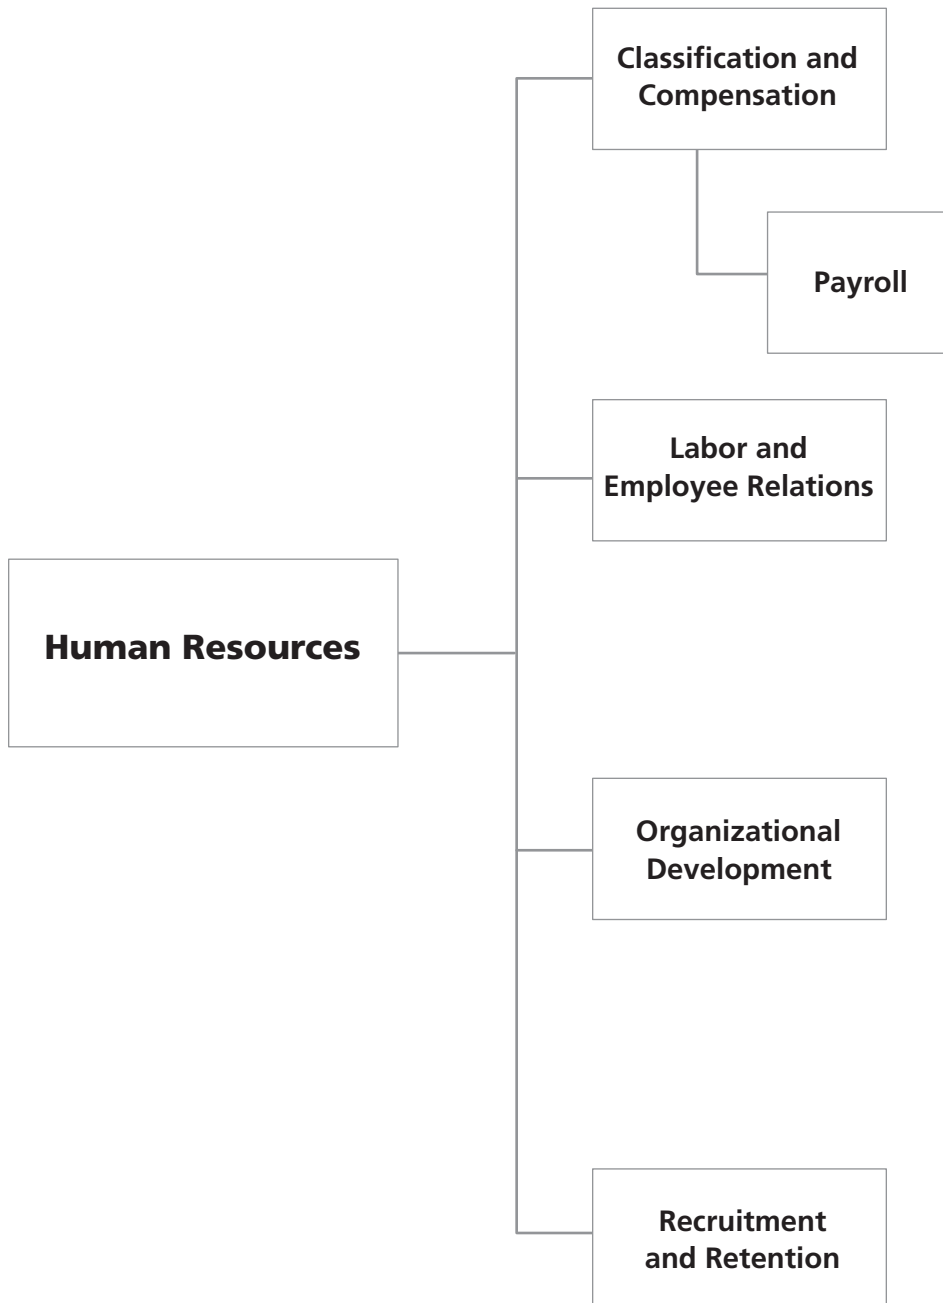 Classification and
Compensation
Payroll
Labor and
Employee Relations
Human Resources
Organizational
Development
Recruitment
and Retention